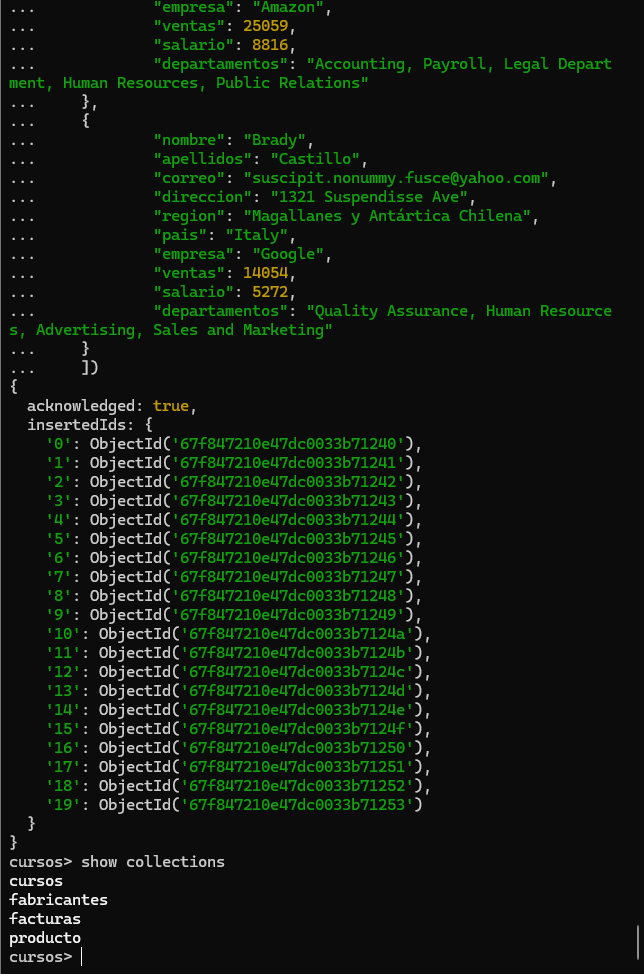 ...             "empresa": "Amazon",
...             "ventas": 25059,
...             "salario": 8816,
...             "departamentos": "Accounting, Payroll, Legal Depart
ment, Human Resources, Public Relations"
...     },
...     {
...             "nombre": "Brady",
...             "apellidos": "Castillo",
...             "correo": "suscipit.nonummy.fusce@yahoo.com",
...             "direccion": "1321 Suspendisse Ave",
...             "region": "Magallanes y Antártica Chilena",
...             "pais": "Italy",
...             "empresa": "Google",
...             "ventas": 14054,
...             "salario": 5272,
...             "departamentos": "Quality Assurance, Human Resource
s, Advertising, Sales and Marketing"
...     }
...     ])
{
  acknowledged: true,
  insertedIds: {
    '0': ObjectId('67f847210e47dc0033b71240'),
    '1': ObjectId('67f847210e47dc0033b71241'),
    '2': ObjectId('67f847210e47dc0033b71242'),
    '3': ObjectId('67f847210e47dc0033b71243'),
    '4': ObjectId('67f847210e47dc0033b71244'),
    '5': ObjectId('67f847210e47dc0033b71245'),
    '6': ObjectId('67f847210e47dc0033b71246'),
    '7': ObjectId('67f847210e47dc0033b71247'),
    '8': ObjectId('67f847210e47dc0033b71248'),
    '9': ObjectId('67f847210e47dc0033b71249'),
    '10': ObjectId('67f847210e47dc0033b7124a'),
    '11': ObjectId('67f847210e47dc0033b7124b'),
    '12': ObjectId('67f847210e47dc0033b7124c'),
    '13': ObjectId('67f847210e47dc0033b7124d'),
    '14': ObjectId('67f847210e47dc0033b7124e'),
    '15': ObjectId('67f847210e47dc0033b7124f'),
    '16': ObjectId('67f847210e47dc0033b71250'),
    '17': ObjectId('67f847210e47dc0033b71251'),
    '18': ObjectId('67f847210e47dc0033b71252'),
    '19': ObjectId('67f847210e47dc0033b71253')
  }
}
cursos> show collections
cursos
fabricantes
facturas
producto
cursos>